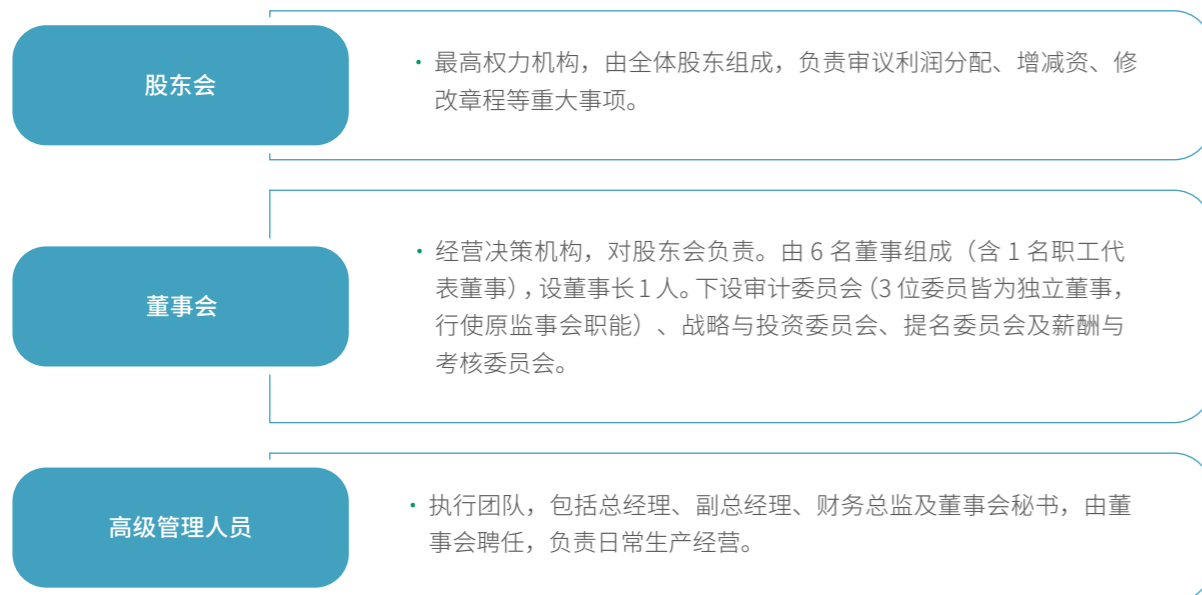 股东会
· 最高权力机构，由全体股东组成，负责审议利润分配、增减资、修
改章程等重大事项。
董事会
· 经营决策机构，对股东会负责。由 6 名董事组成（含 1 名职工代
表董事），设董事长 1 人。下设审计委员会（3 位委员皆为独立董事，
行使原监事会职能）、战略与投资委员会、提名委员会及薪酬与
考核委员会。
高级管理人员
· 执行团队，包括总经理、副总经理、财务总监及董事会秘书，由董
事会聘任，负责日常生产经营。